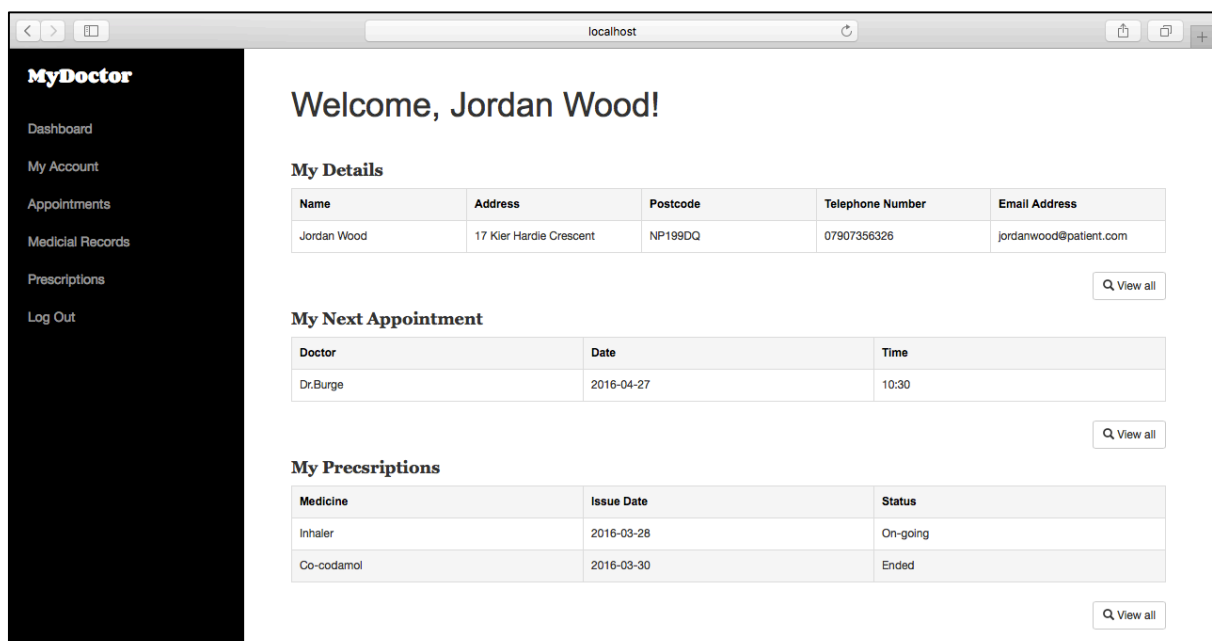 localhost
MyDoctor
Dashboard
My Account
Appointments
Medicial Records
Prescriptions
Log Out
Welcome, Jordan Wood!
My Details
Name Address Postcode Telephone Number Email Address
Jordan Wood 17 Kier Hardie Crescent NP199DQ 07907356326 jordanwood@patient.com
View all
My Next Appointment
Doctor Date Time
Dr.Burge 2016-04-27 10:30
View all
My Precsriptions
Medicine Issue Date Status
Inhaler 2016-03-28 On-going
Co-codamol 2016-03-30 Ended
View all